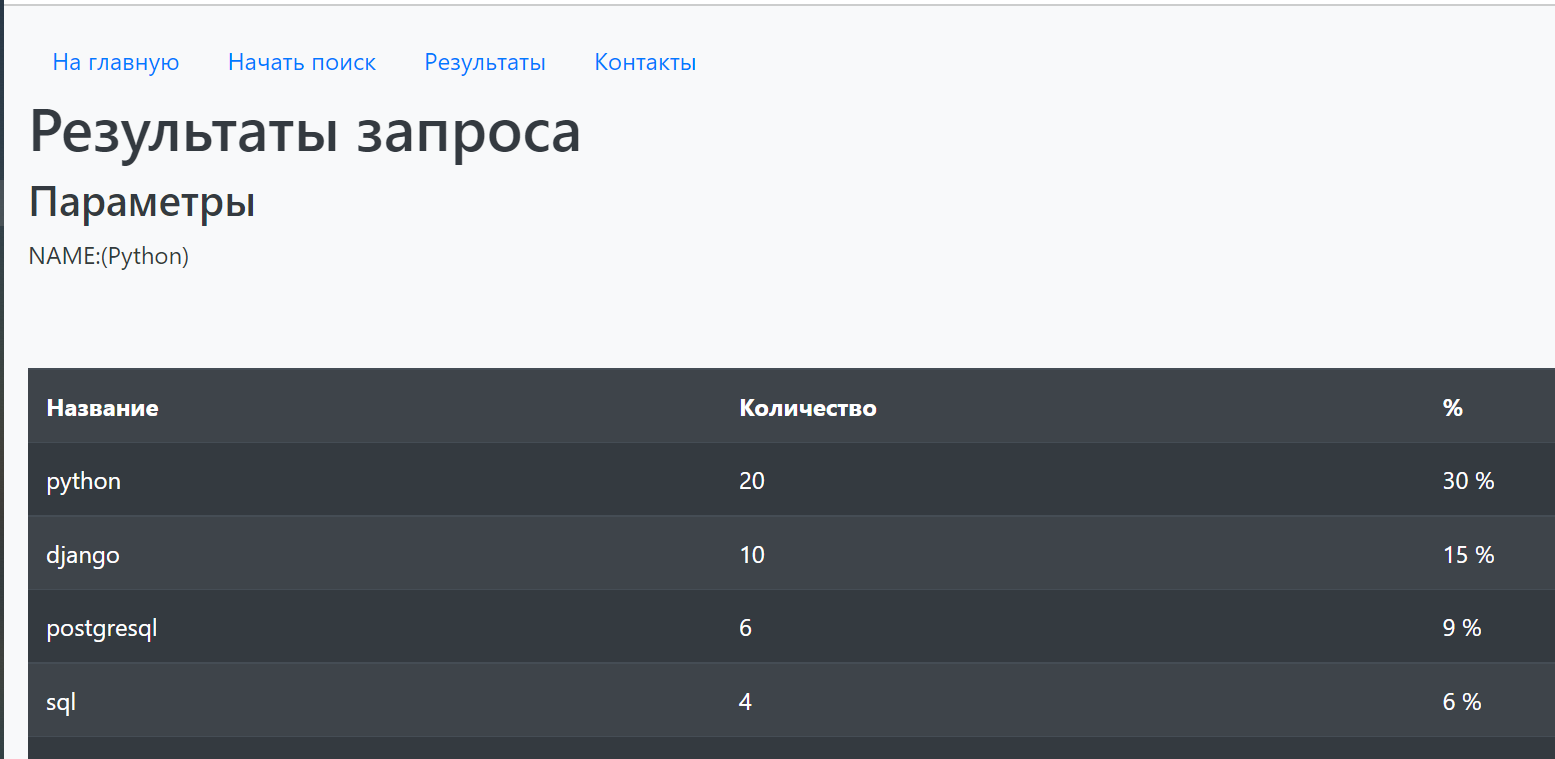 На главную Начать поиск Результаты Контакты
Результаты запроса
Параметры
NAME:(Python)
Название Количество %
python 20 30 %
django 10 15 %
postgresql 6 9 %
sql 4 6 %